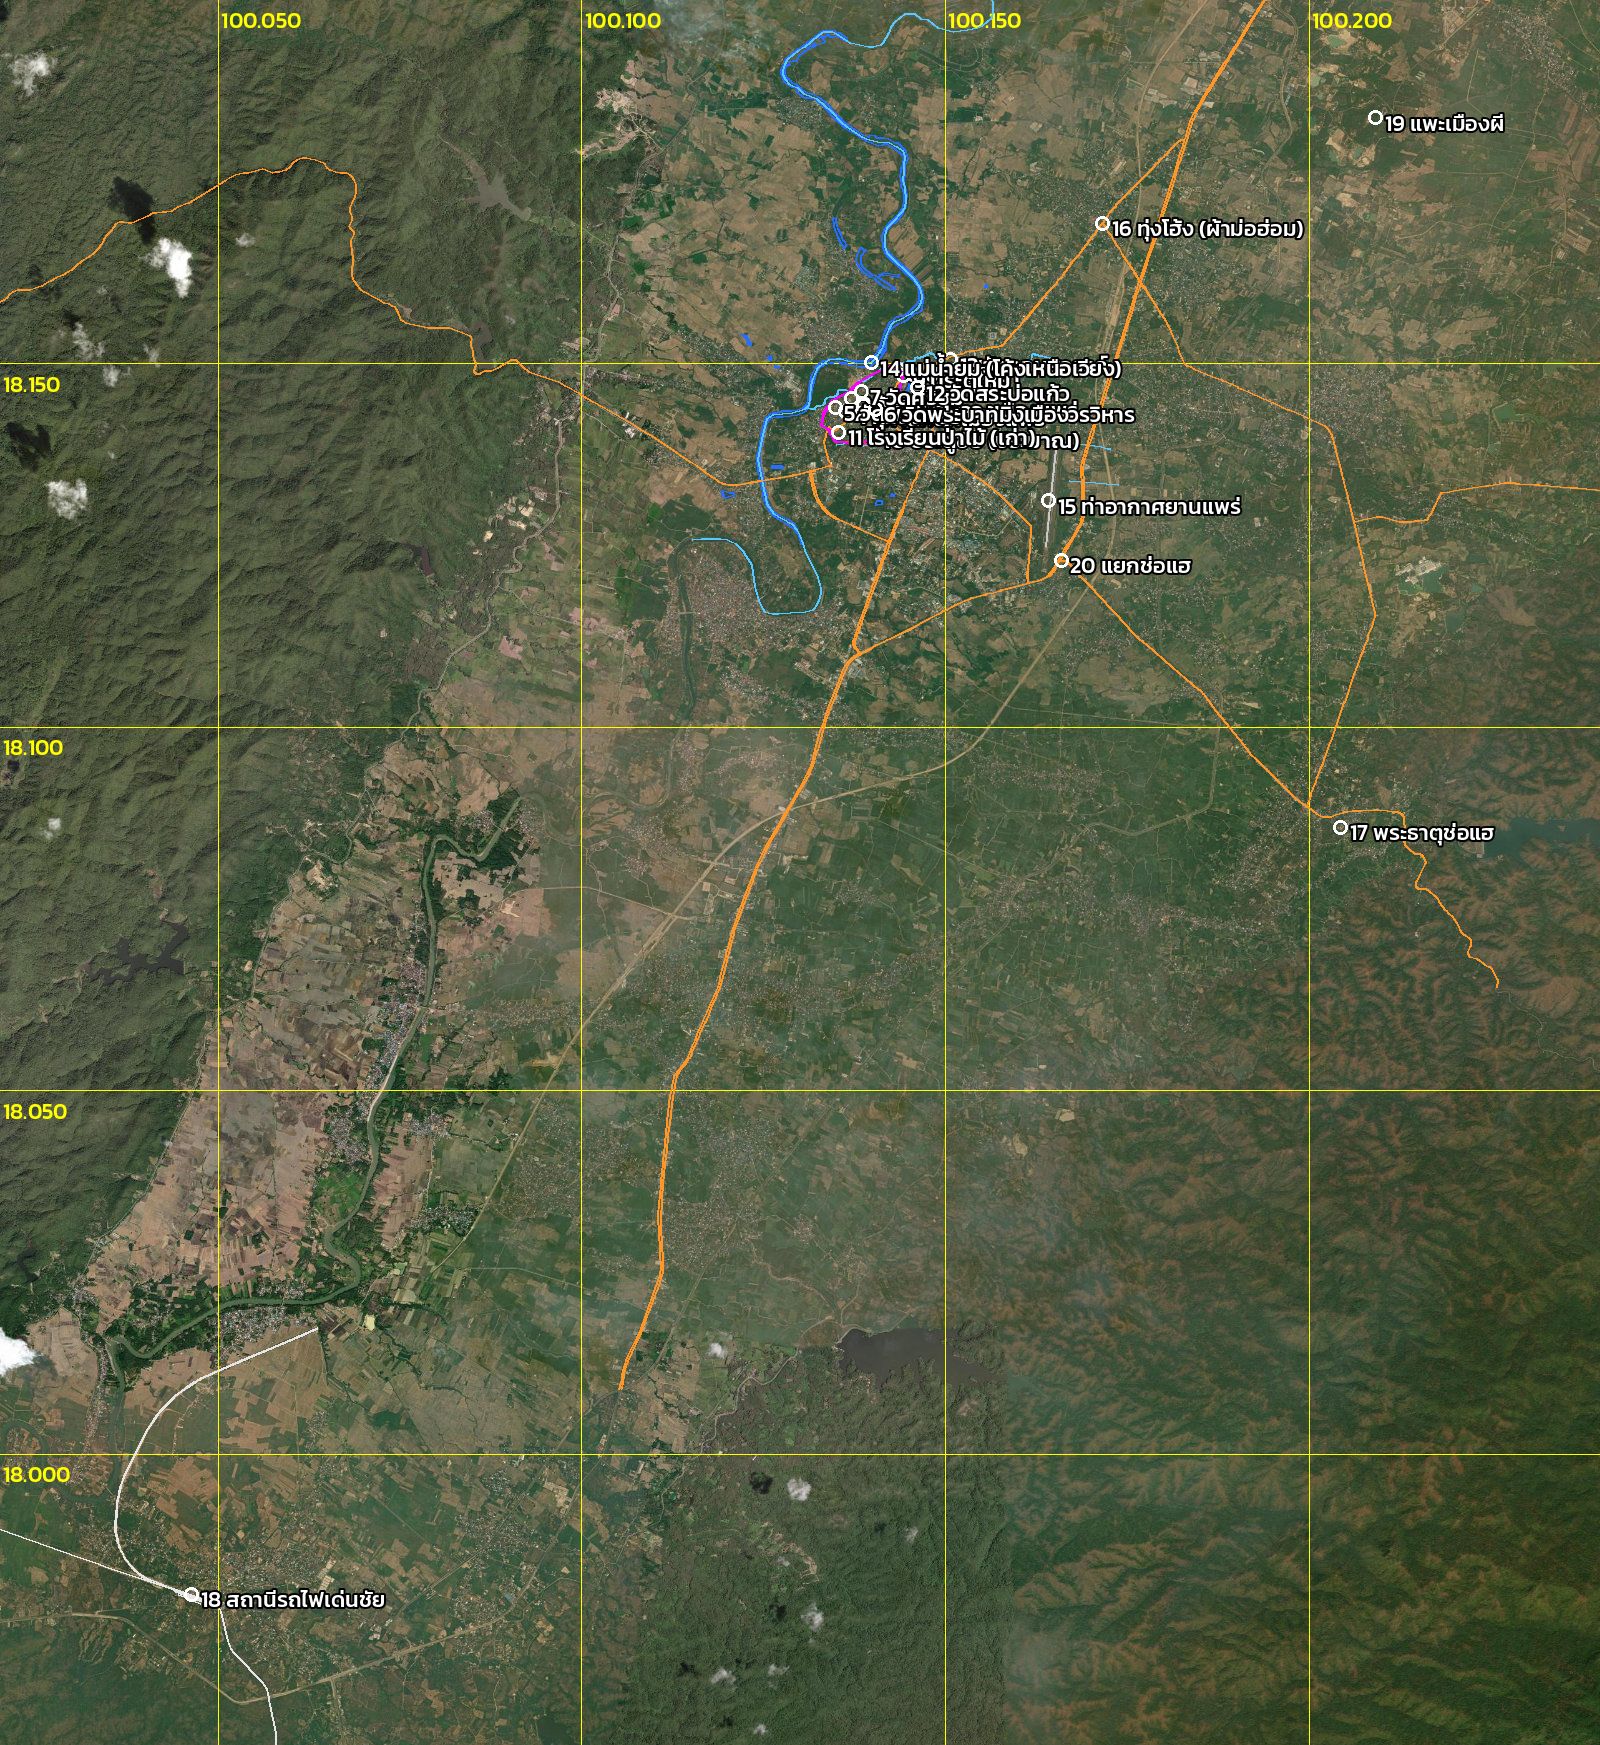 100.050
100.100
100.150
100.200
19 แพะเมืองผี
16 ทุ่งโฮ้ง (ผ้าม่อฮ่อม)
18.150
14 แม่น้ำยม (โค้งเหนือเวียง)
12 วัดสระบ่อแก้ว
6 วัดพระบาทมิ่งเมืองวรวิหาร
11 โรงเรียนป่าไม้ (เก่า)
15 ท่าอากาศยานแพร่
20 แยกช่อแฮ
18.100
17 พระธาตุช่อแฮ
18.050
18.000
18 สถานีรถไฟเด่นชัย